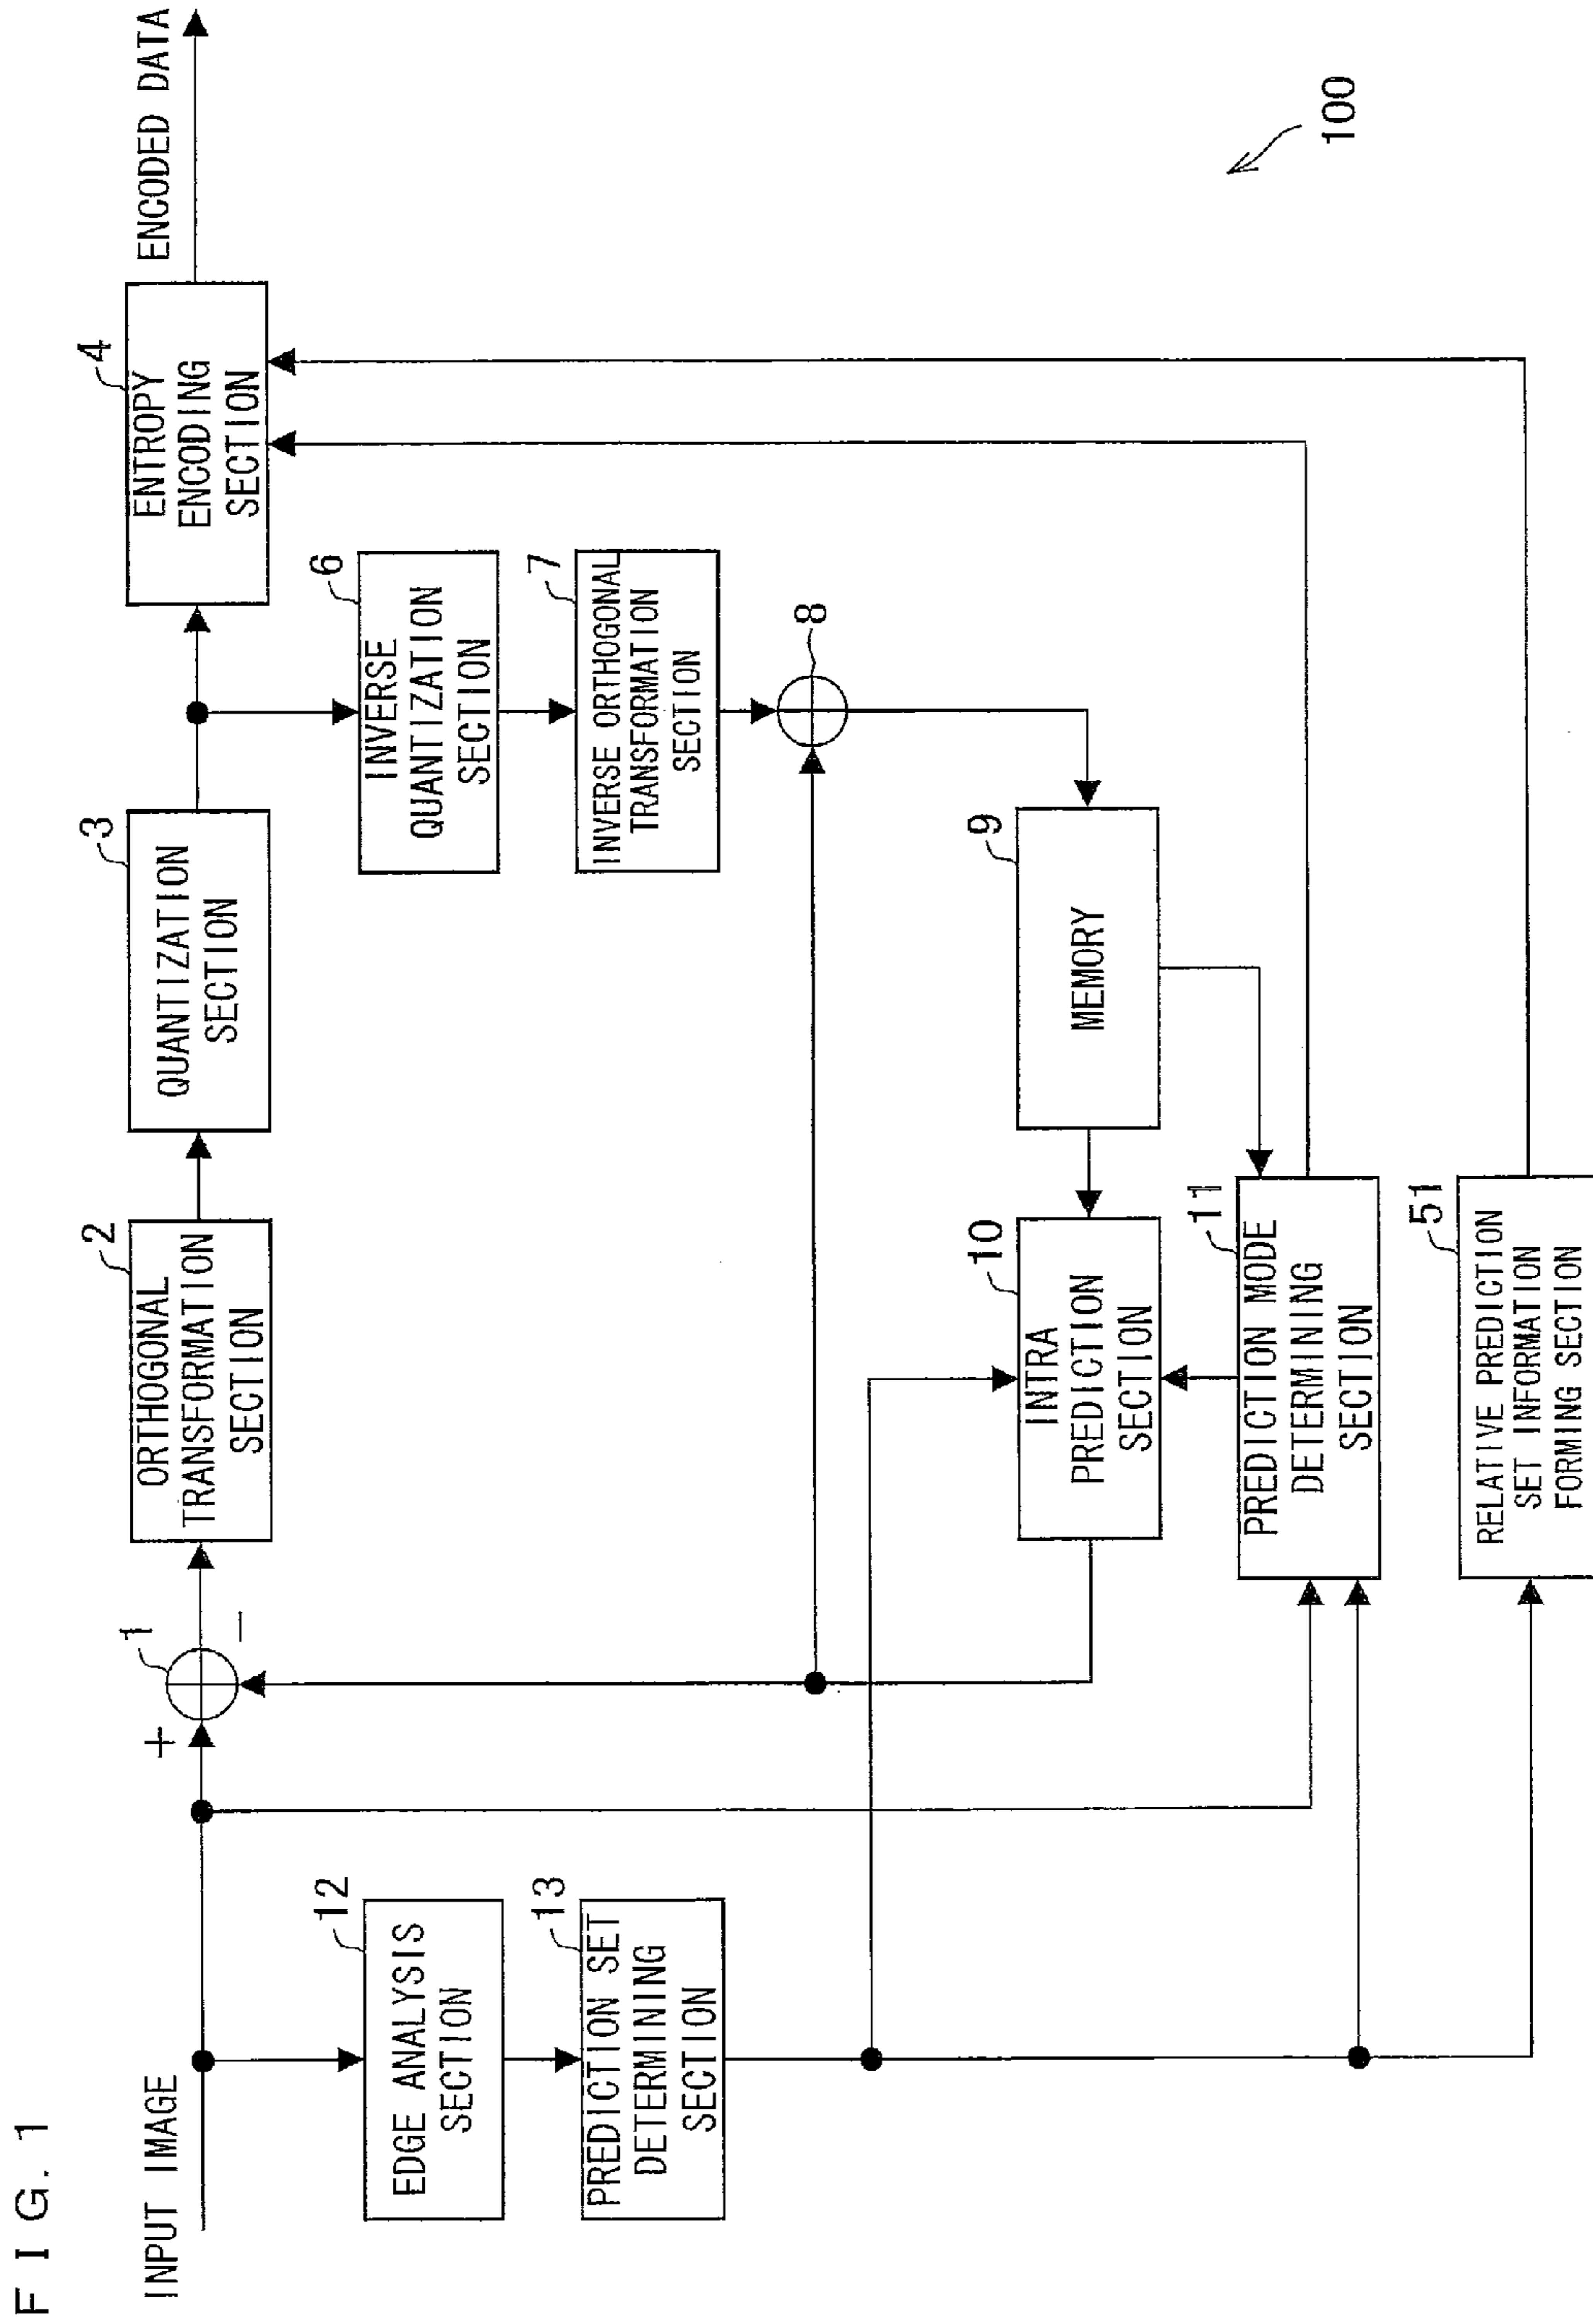 FIG. 1
INPUT IMAGE
+
1
−
2
ORTHOGONAL
TRANSFORMATION
SECTION
3
QUANTIZATION
SECTION
4
ENTROPY
ENCODING
SECTION
ENCODED DATA
12
EDGE ANALYSIS
SECTION
6
INVERSE
QUANTIZATION
SECTION
13
PREDICTION SET
DETERMINING
SECTION
7
INVERSE ORTHOGONAL
TRANSFORMATION
SECTION
8
10
INTRA
PREDICTION
SECTION
9
MEMORY
11
PREDICTION MODE
DETERMINING
SECTION
51
RELATIVE PREDICTION
SET INFORMATION
FORMING SECTION
100